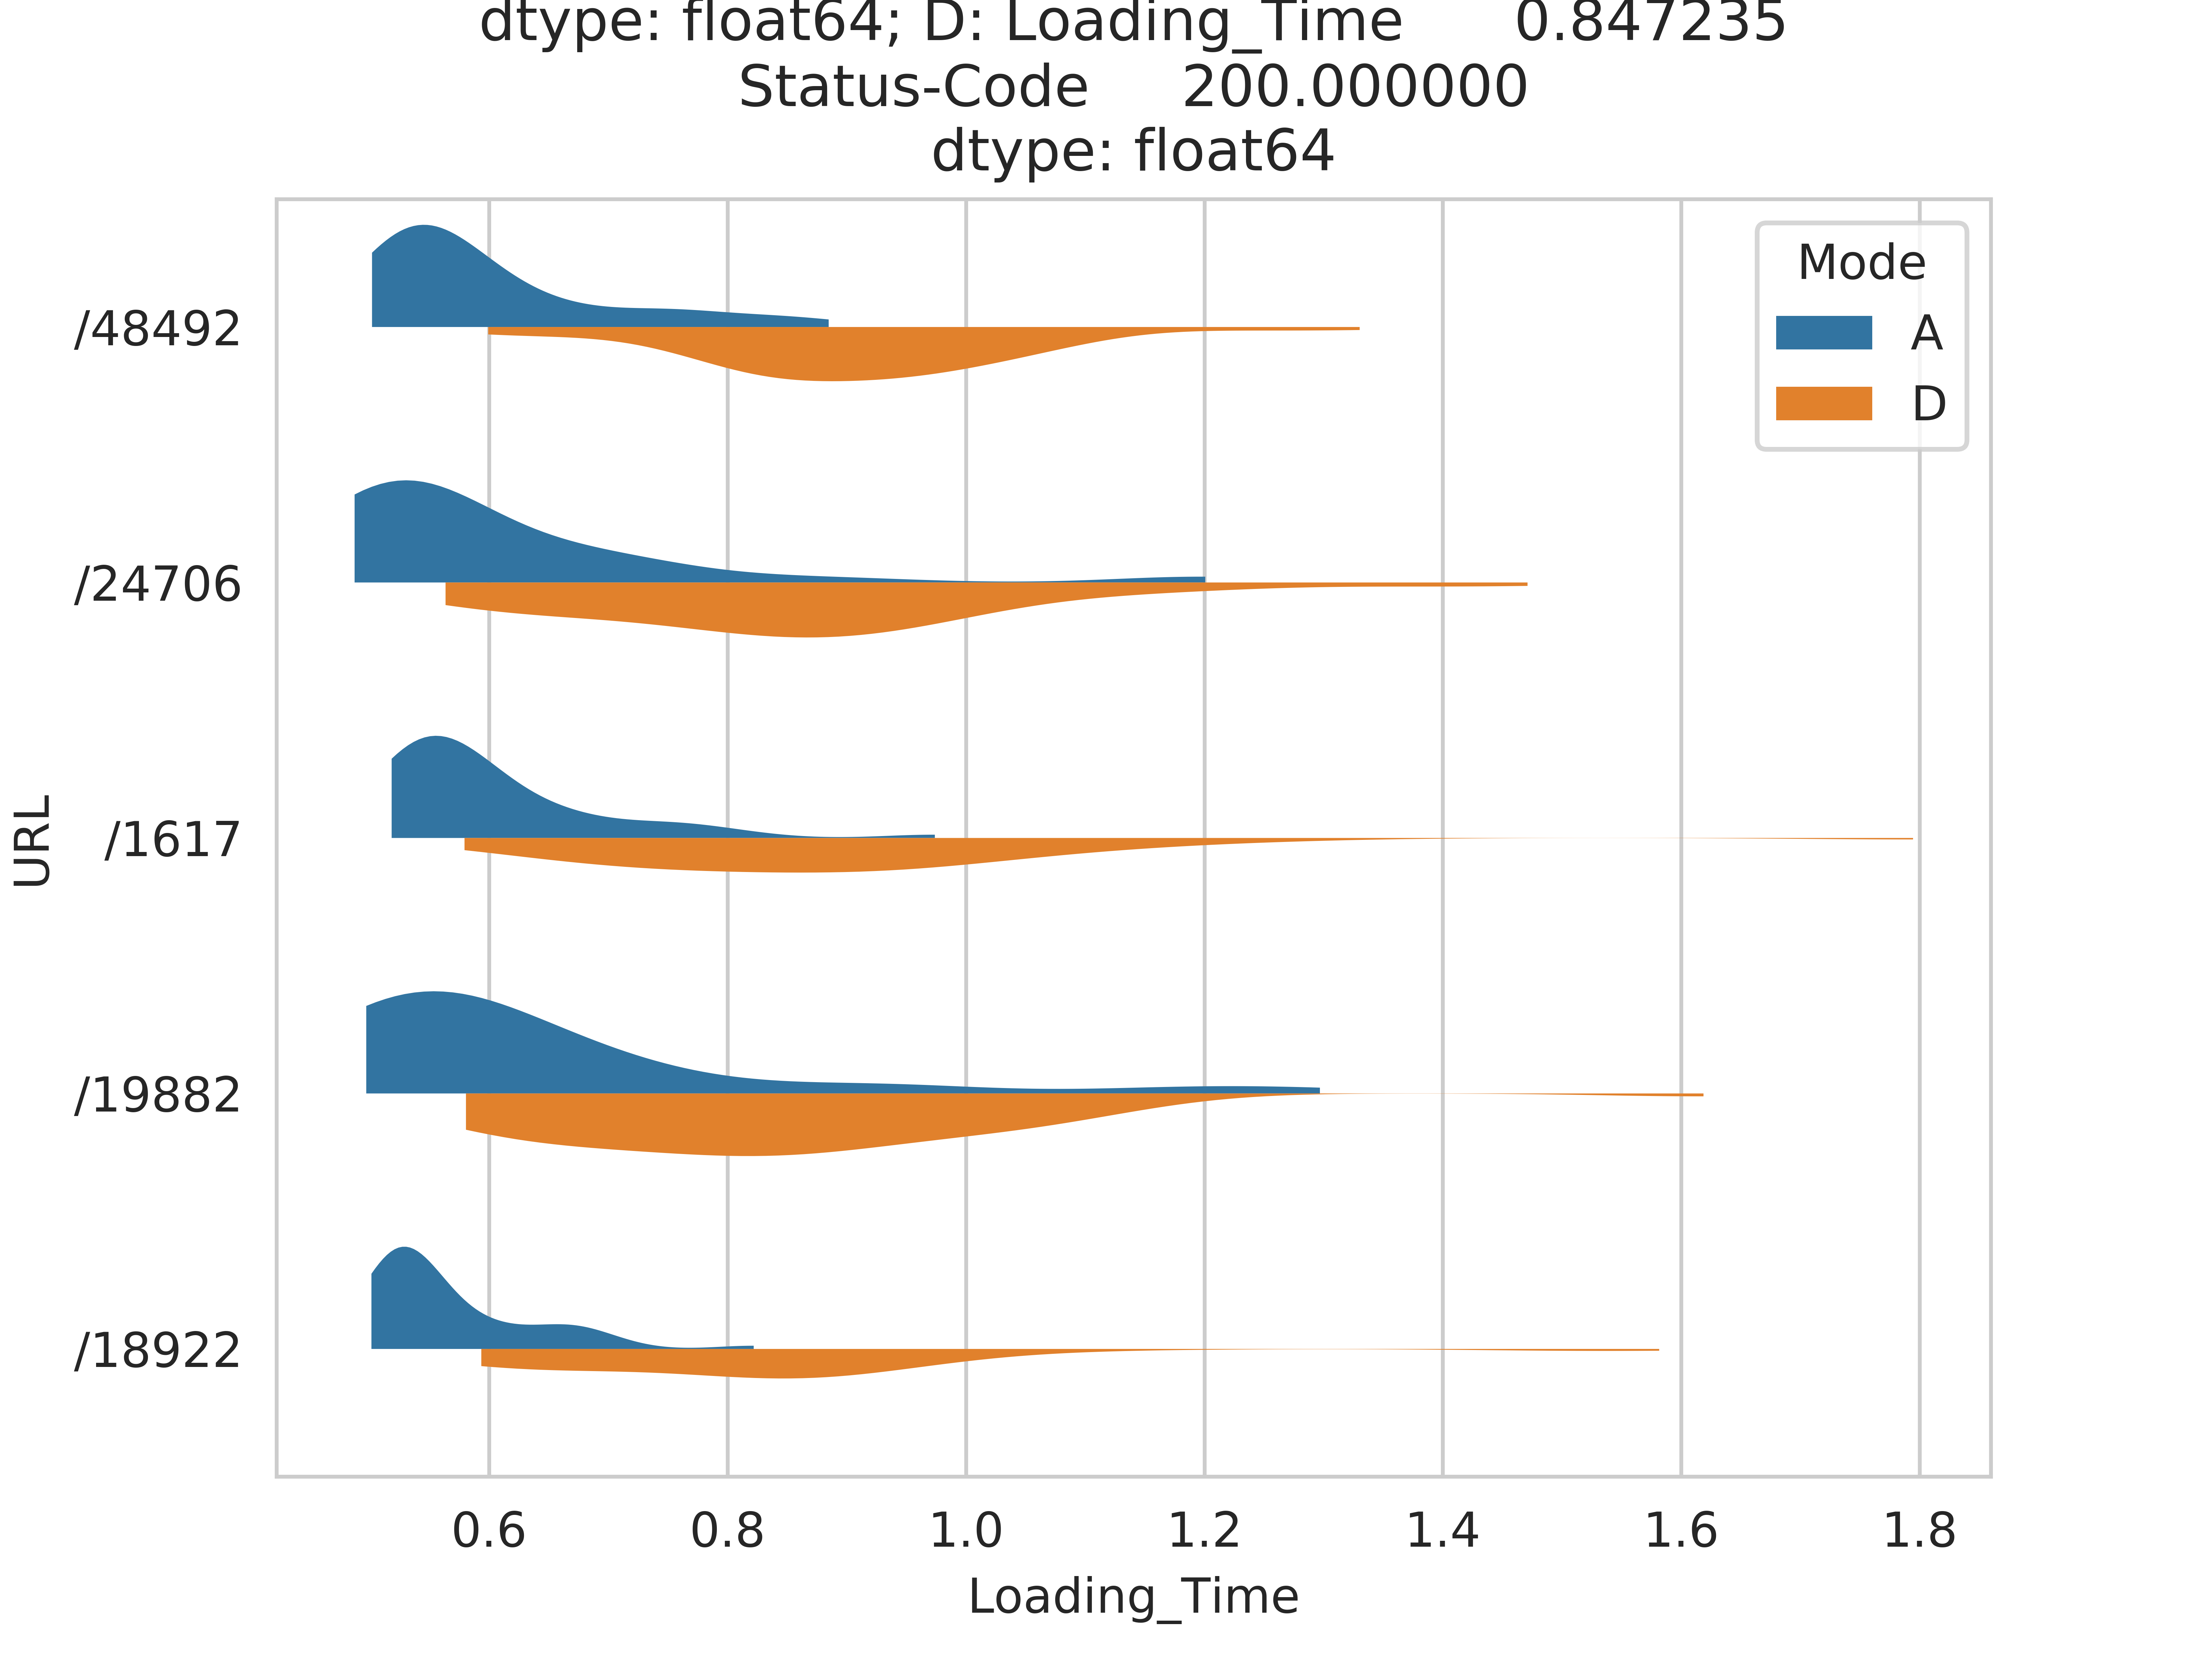 dtype: float64; D: Loading_Time 0.847235
Status-Code 200.000000
dtype: float64
Mode
A
D
/48492
/24706
/1617
/19882
/18922
URL
0.6 0.8 1.0 1.2 1.4 1.6 1.8
Loading_Time